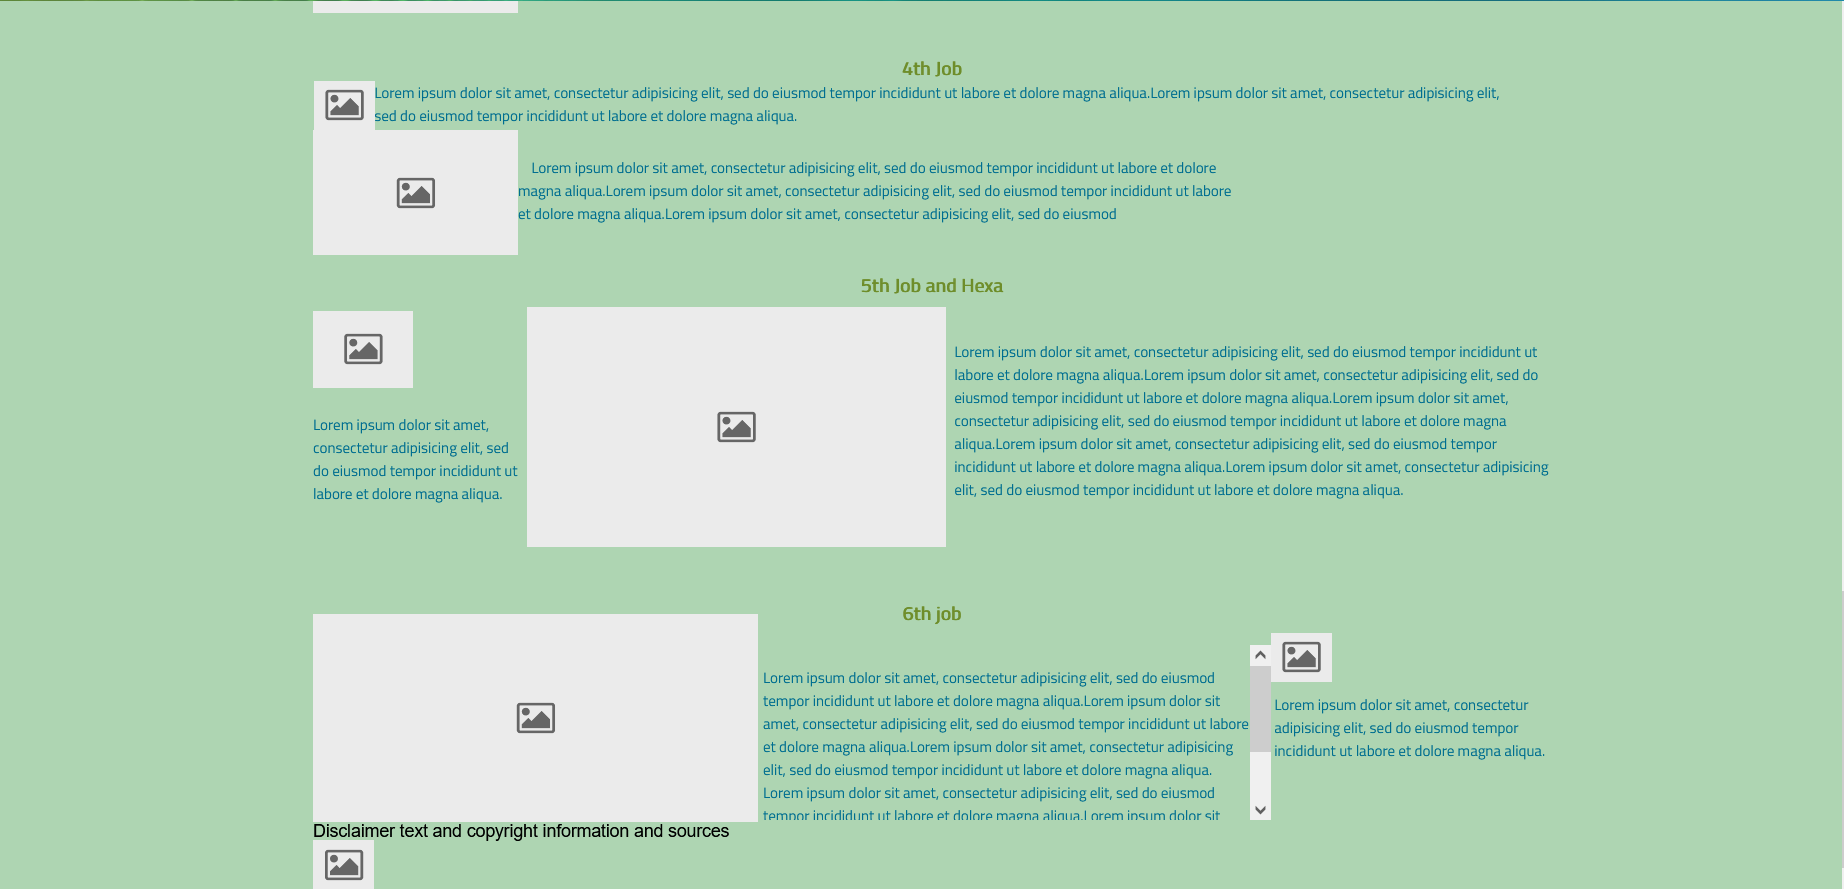 4th Job
Lorem ipsum dolor sit amet, consectetur adipisicing elit, sed do eiusmod tempor incididunt ut labore et dolore magna aliqua.Lorem ipsum dolor sit amet, consectetur adipisicing elit,
sed do eiusmod tempor incididunt ut labore et dolore magna aliqua.
Lorem ipsum dolor sit amet, consectetur adipisicing elit, sed do eiusmod tempor incididunt ut labore et dolore
magna aliqua.Lorem ipsum dolor sit amet, consectetur adipisicing elit, sed do eiusmod tempor incididunt ut labore
et dolore magna aliqua.Lorem ipsum dolor sit amet, consectetur adipisicing elit, sed do eiusmod
5th Job and Hexa
Lorem ipsum dolor sit amet,
consectetur adipisicing elit, sed
do eiusmod tempor incididunt ut
labore et dolore magna aliqua.
Lorem ipsum dolor sit amet, consectetur adipisicing elit, sed do eiusmod tempor incididunt ut
labore et dolore magna aliqua.Lorem ipsum dolor sit amet, consectetur adipisicing elit, sed do
eiusmod tempor incididunt ut labore et dolore magna aliqua.Lorem ipsum dolor sit amet,
consectetur adipisicing elit, sed do eiusmod tempor incididunt ut labore et dolore magna
aliqua.Lorem ipsum dolor sit amet, consectetur adipisicing elit, sed do eiusmod tempor
incididunt ut labore et dolore magna aliqua.Lorem ipsum dolor sit amet, consectetur adipisicing
elit, sed do eiusmod tempor incididunt ut labore et dolore magna aliqua.
6th job
Lorem ipsum dolor sit amet, consectetur adipisicing elit, sed do eiusmod
tempor incididunt ut labore et dolore magna aliqua.Lorem ipsum dolor sit
amet, consectetur adipisicing elit, sed do eiusmod tempor incididunt ut labore
et dolore magna aliqua.Lorem ipsum dolor sit amet, consectetur adipisicing
elit, sed do eiusmod tempor incididunt ut labore et dolore magna aliqua.
Lorem ipsum dolor sit amet, consectetur adipisicing elit, sed do eiusmod
tempor incididunt ut labore et dolore magna aliqua.Lorem ipsum dolor sit
Lorem ipsum dolor sit amet, consectetur
adipisicing elit, sed do eiusmod tempor
incididunt ut labore et dolore magna aliqua.
Disclaimer text and copyright information and sources